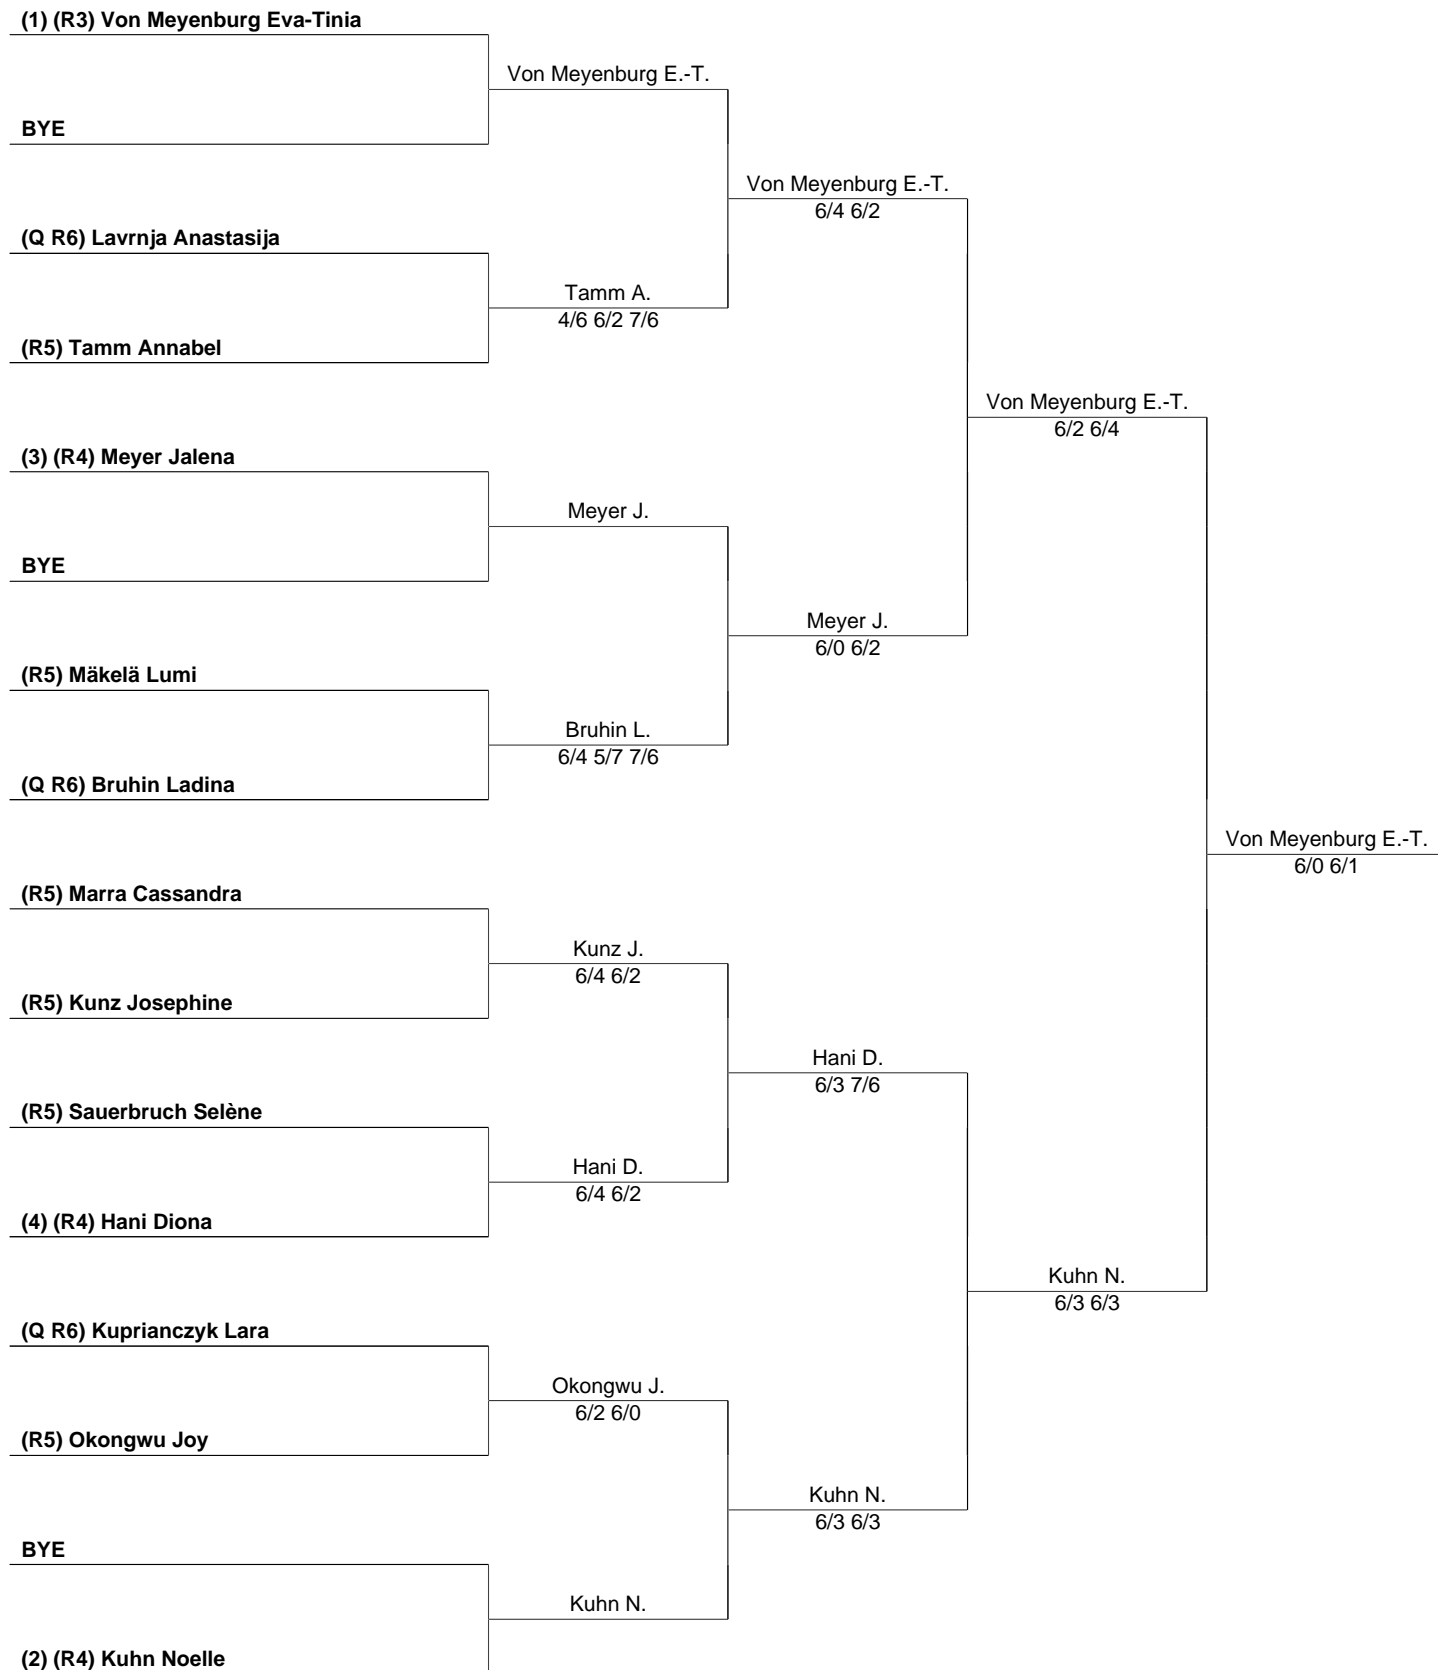 (1) (R3) Von Meyenburg Eva-Tinia
Von Meyenburg E.-T.
BYE
Von Meyenburg E.-T.
6/4 6/2
(Q R6) Lavrnja Anastasija
Tamm A.
4/6 6/2 7/6
(R5) Tamm Annabel
Von Meyenburg E.-T.
6/2 6/4
(3) (R4) Meyer Jalena
Meyer J.
BYE
Meyer J.
6/0 6/2
(R5) Mäkelä Lumi
Bruhin L.
6/4 5/7 7/6
(Q R6) Bruhin Ladina
Von Meyenburg E.-T.
6/0 6/1
(R5) Marra Cassandra
Kunz J.
6/4 6/2
(R5) Kunz Josephine
Hani D.
6/3 7/6
(R5) Sauerbruch Selène
Hani D.
6/4 6/2
(4) (R4) Hani Diona
Kuhn N.
6/3 6/3
(Q R6) Kuprianczyk Lara
Okongwu J.
6/2 6/0
(R5) Okongwu Joy
Kuhn N.
6/3 6/3
BYE
Kuhn N.
(2) (R4) Kuhn Noelle